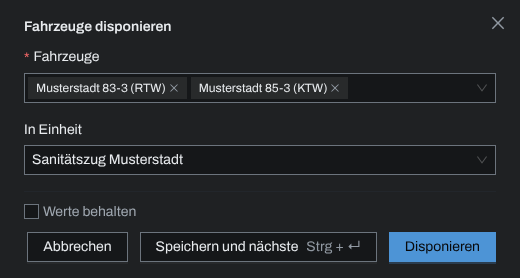 Fahrzeuge disponieren
* Fahrzeuge
Musterstadt 83-3 (RTW) Musterstadt 85-3 (KTW)
In Einheit
Sanitätszug Musterstadt
Werte behalten
Abbrechen Speichern und nächste Strg + ↵ Disponieren